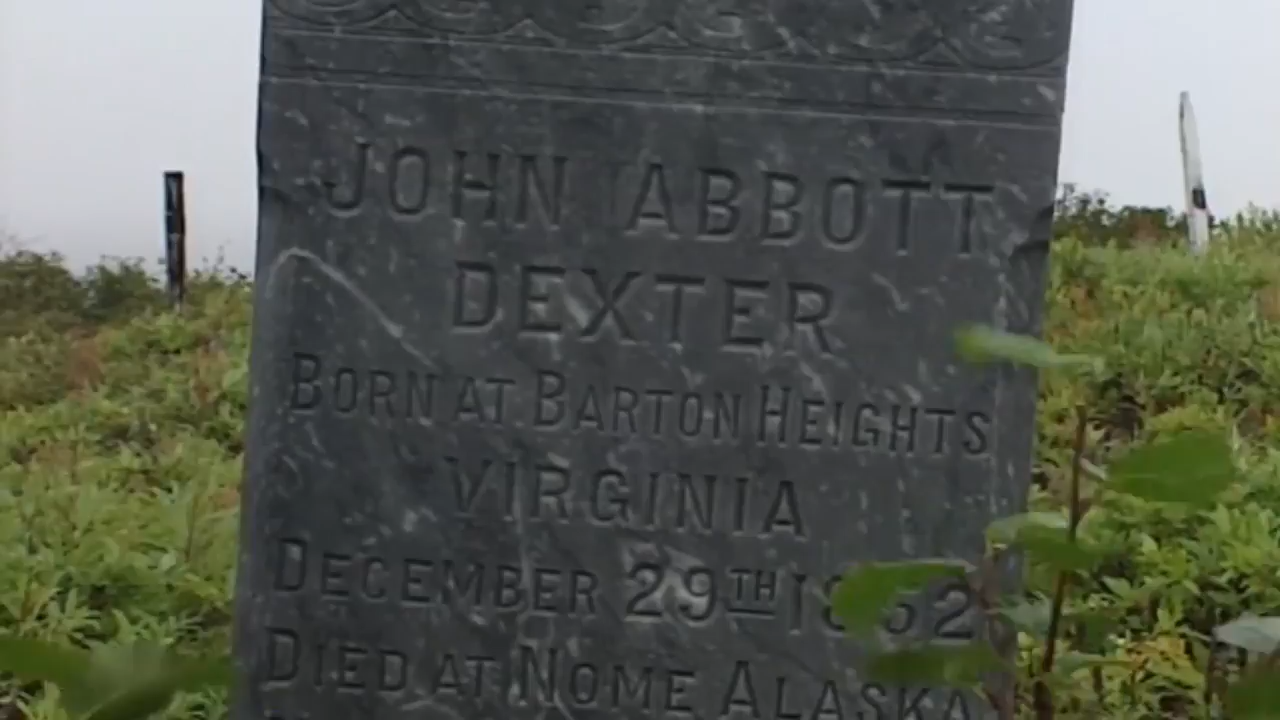 JOHN ABBOTT
DEXTER
BORN AT BARTON HEIGHTS
VIRGINIA
DECEMBER 29TH
DIED AT NOME ALASKA